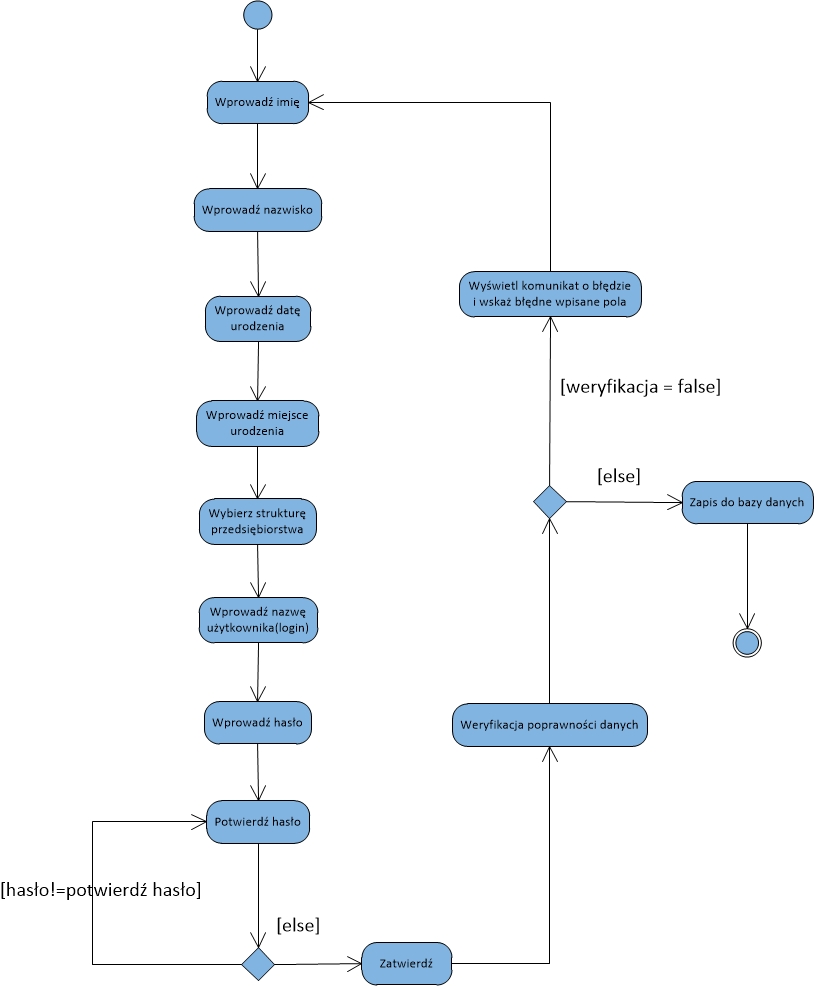 Wprowadź imię
Wprowadź nazwisko
Wprowadź datę
urodzenia
Wprowadź miejsce
urodzenia
Wybierz strukturę
przedsiębiorstwa
Wprowadź nazwę
użytkownika(login)
Wprowadź hasło
Potwierdź hasło
[hasło!=potwierdź hasło]
[else]
Zatwierdź
Weryfikacja poprawności danych
[weryfikacja = false]
[else]
Wyświetl komunikat o błędzie
i wskaż błędne wpisane pola
Zapis do bazy danych